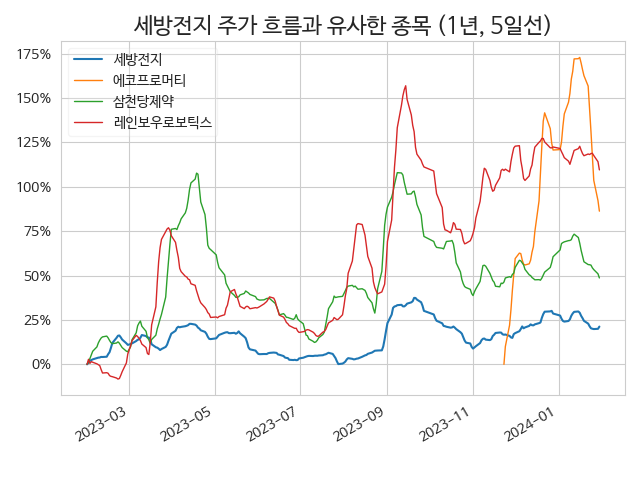 세방전지 주가 흐름과 유사한 종목 (1년, 5일선)
175%
150%
125%
100%
75%
50%
25%
0%
세방전지
에코프로머티
삼천당제약
레인보우로보틱스
2023-03
2023-05
2023-07
2023-09
2023-11
2024-01